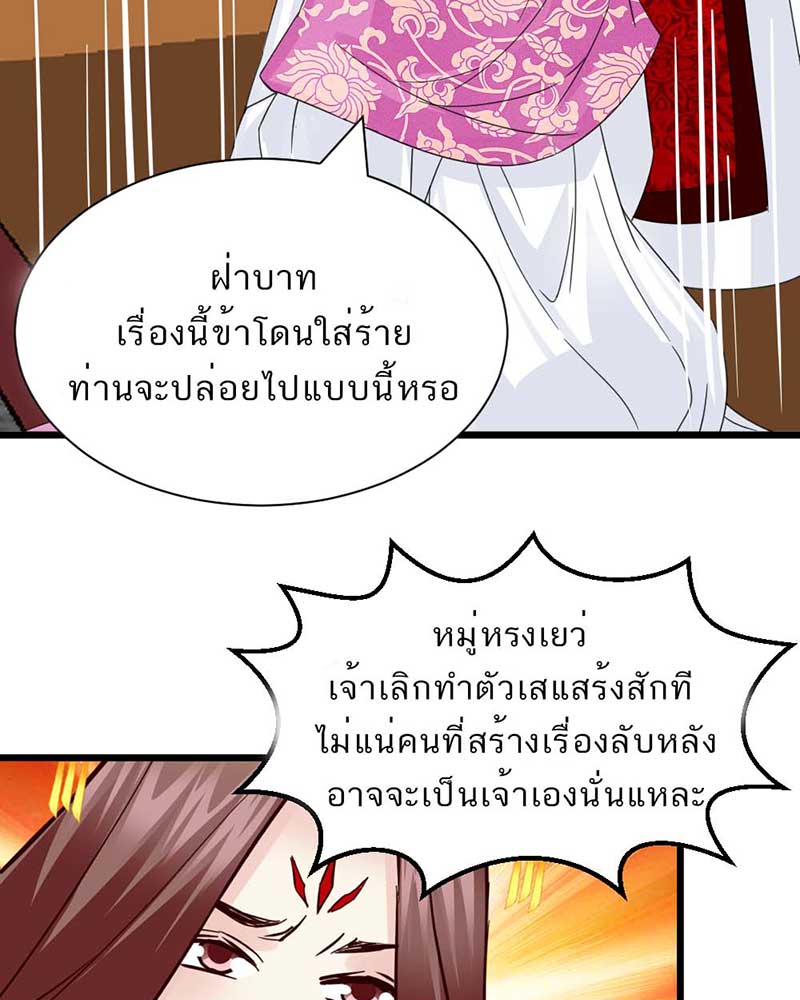 ฝ่าบาท
เรื่องนี้ข้าโดนใส่ร้าย
ท่านจะปล่อยไปแบบนี้หรอ
หมู่หรงเยว่
เจ้าเลิกทำตัวเสแสร้งสักที
ไม่แน่คนที่สร้างเรื่องลับหลัง
อาจจะเป็นเจ้าเองนั่นแหละ